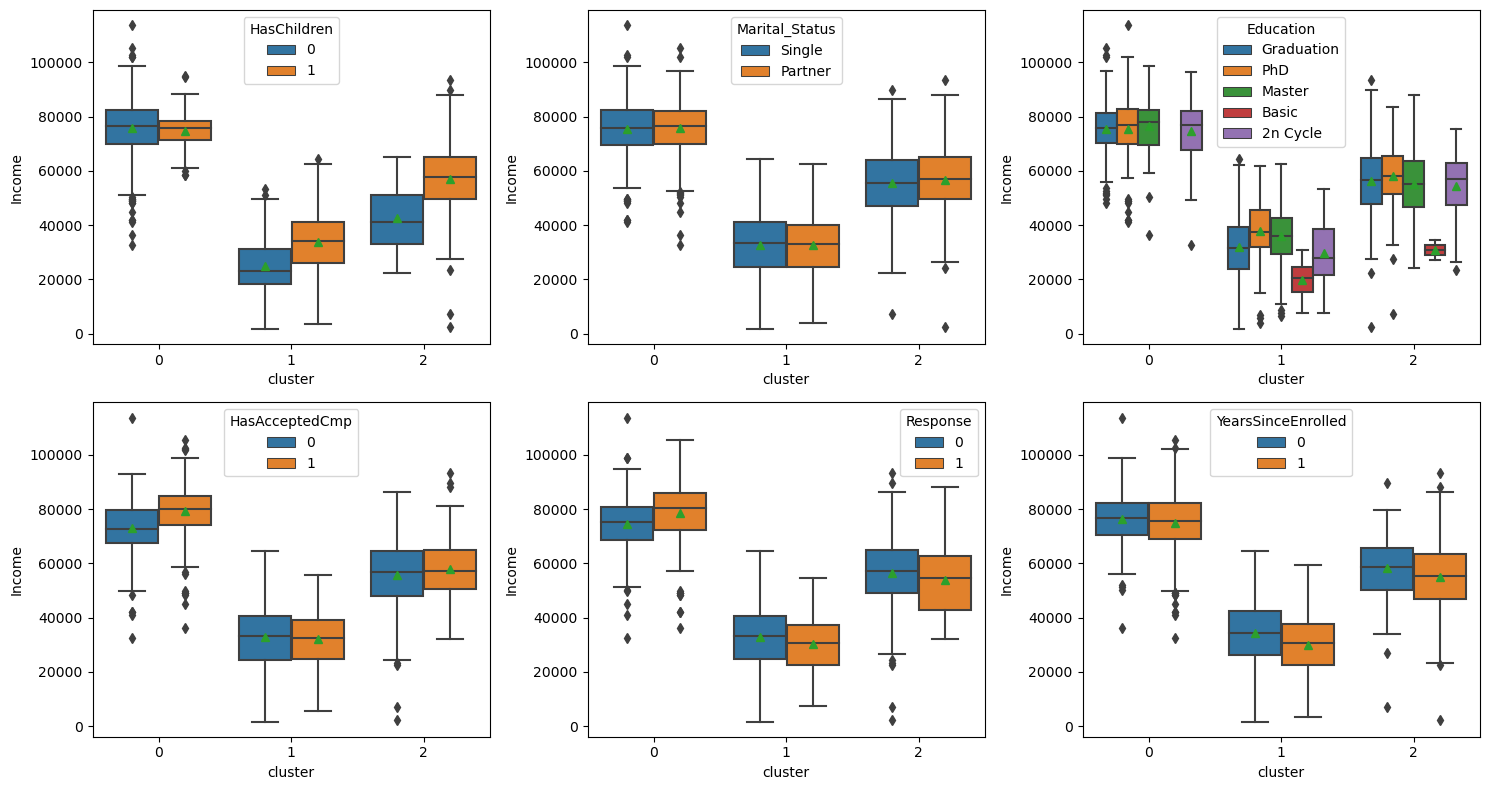 HasChildren
0
1
Income
100000
80000
60000
40000
20000
0
0 1 2
cluster
Marital_Status
Single
Partner
Income
100000
80000
60000
40000
20000
0
0 1 2
cluster
Education
Graduation
PhD
Master
Basic
2n Cycle
Income
100000
80000
60000
40000
20000
0
0 1 2
cluster
HasAcceptedCmp
0
1
Income
100000
80000
60000
40000
20000
0
0 1 2
cluster
Response
0
1
Income
100000
80000
60000
40000
20000
0
0 1 2
cluster
YearsSinceEnrolled
0
1
Income
100000
80000
60000
40000
20000
0
0 1 2
cluster